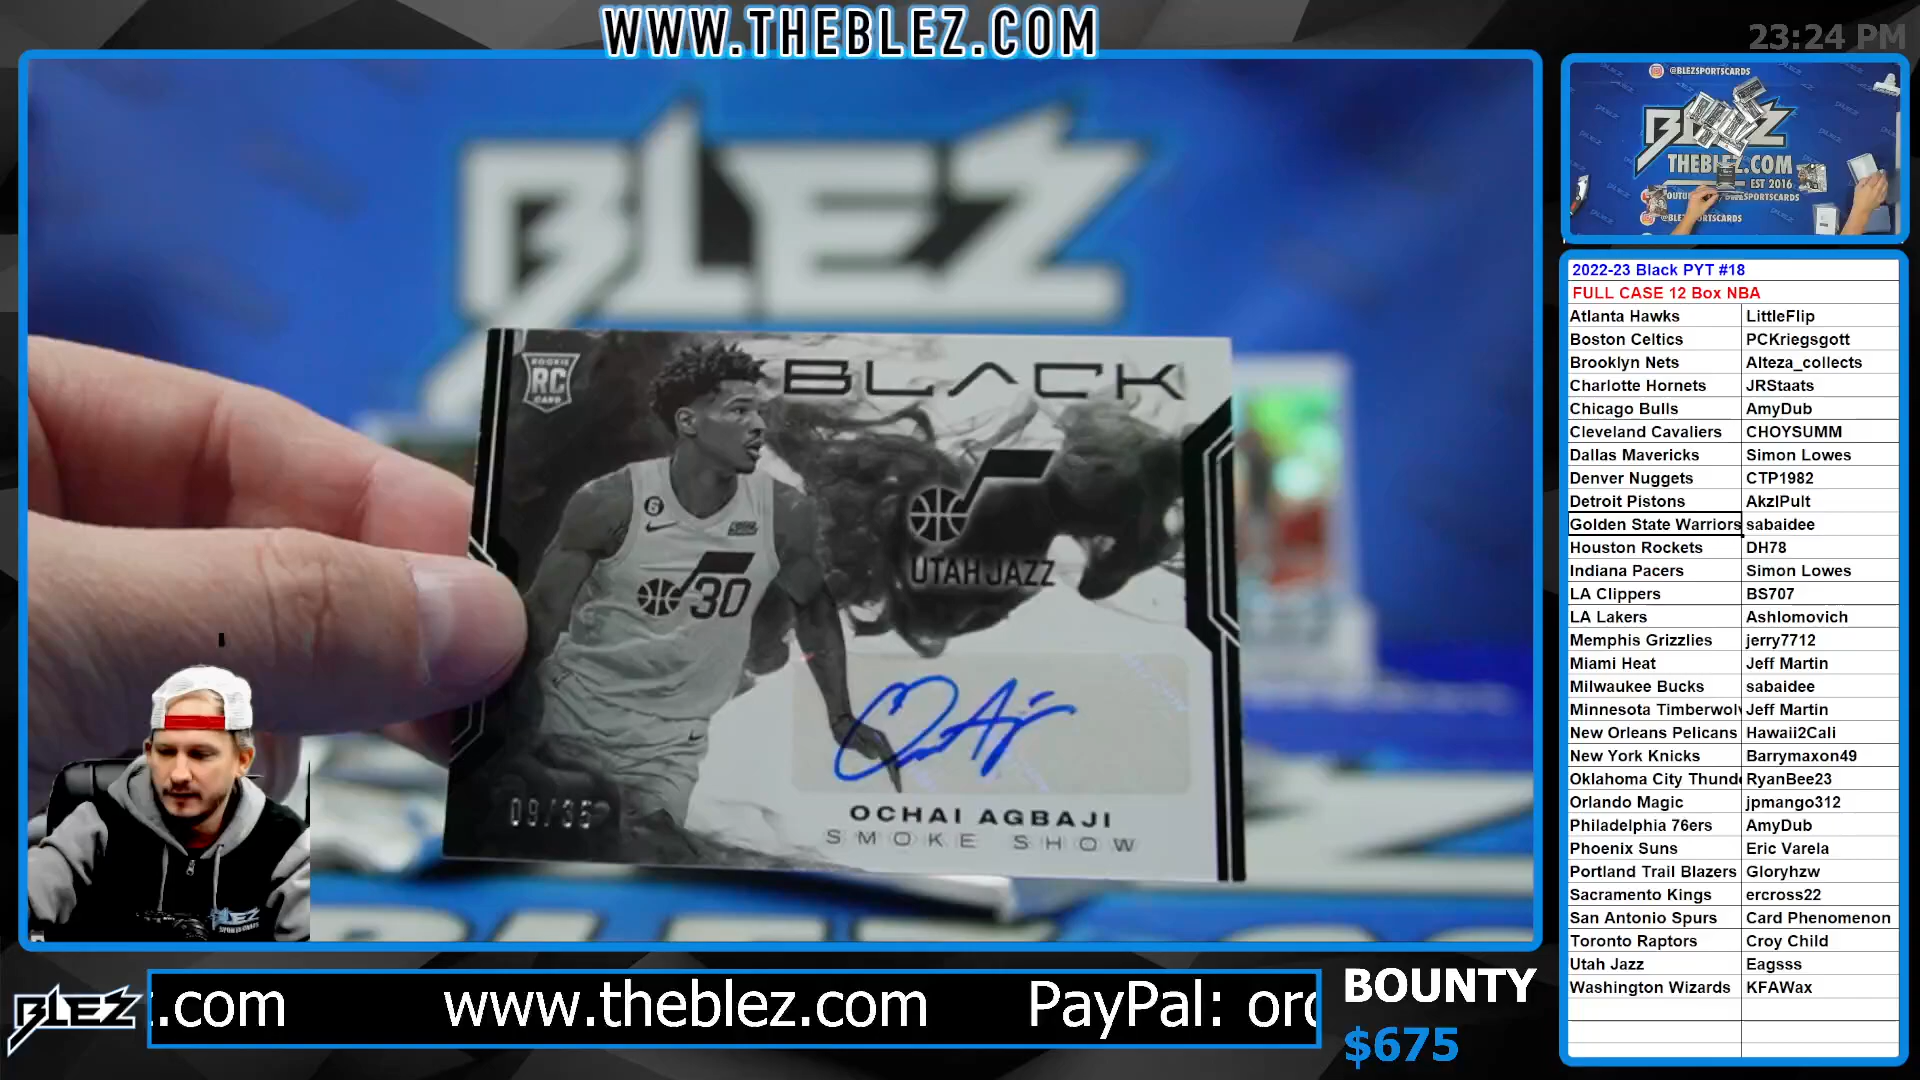 WWW.THEBLEZ.COM
23:24 PM
BLEZ
ROOKIE
RC
CARD
BLACK
6
30
UTAH JAZZ
09/35
OCHAI AGBAJI
SMOKE SHOW
@BLEZSPORTSCARDS
BLEZ
THEBLEZ.COM
EST 2016
2022-23 Black PYT #18
FULL CASE 12 Box NBA
Atlanta Hawks LittleFlip
Boston Celtics PCKriegsgott
Brooklyn Nets Alteza_collects
Charlotte Hornets JRStaats
Chicago Bulls AmyDub
Cleveland Cavaliers CHOYSUMM
Dallas Mavericks Simon Lowes
Denver Nuggets CTP1982
Detroit Pistons AkzlPult
Golden State Warriors sabaidee
Houston Rockets DH78
Indiana Pacers Simon Lowes
LA Clippers BS707
LA Lakers Ashlomovich
Memphis Grizzlies jerry7712
Miami Heat Jeff Martin
Milwaukee Bucks sabaidee
Minnesota Timberwolv Jeff Martin
New Orleans Pelicans Hawaii2Cali
New York Knicks Barrymaxon49
Oklahoma City Thunde RyanBee23
Orlando Magic jpmango312
Philadelphia 76ers AmyDub
Phoenix Suns Eric Varela
Portland Trail Blazers Gloryhzw
Sacramento Kings ercross22
San Antonio Spurs Card Phenomenon
Toronto Raptors Croy Child
Utah Jazz Eagsss
Washington Wizards KFAWax
BLEZ
.com www.theblez.com PayPal: ord
BOUNTY
$675